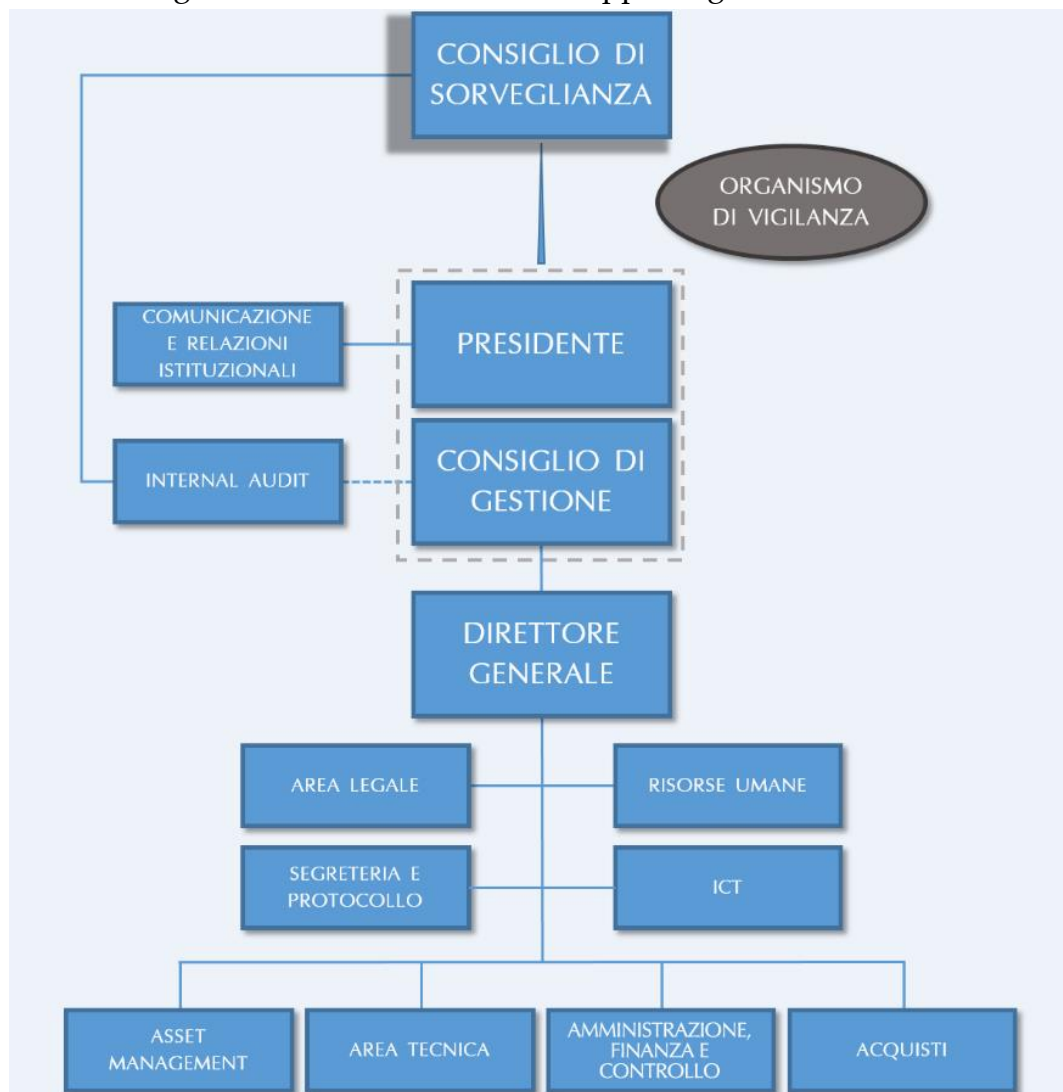 CONSIGLIO DI
SORVEGLIANZA
ORGANISMO
DI VIGILANZA
COMUNICAZIONE
E RELAZIONI
ISTITUZIONALI
PRESIDENTE
INTERNAL AUDIT
CONSIGLIO DI
GESTIONE
DIRETTORE
GENERALE
AREA LEGALE
RISORSE UMANE
SEGRETERIA E
PROTOCOLLO
ICT
ASSET
MANAGEMENT
AREA TECNICA
AMMINISTRAZIONE,
FINANZA E
CONTROLLO
ACQUISTI